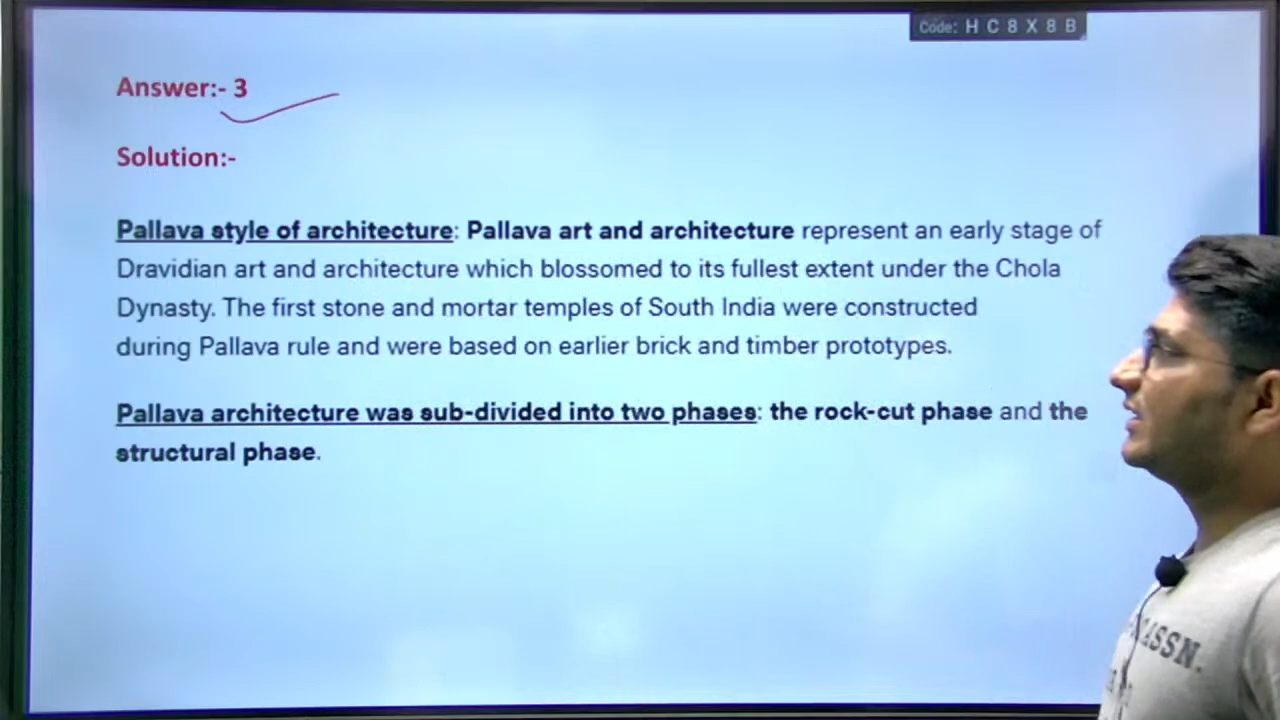 Code: H C 8 X 8 B
Answer:- 3
Solution:-
Pallava style of architecture: Pallava art and architecture represent an early stage of
Dravidian art and architecture which blossomed to its fullest extent under the Chola
Dynasty. The first stone and mortar temples of South India were constructed
during Pallava rule and were based on earlier brick and timber prototypes.
Pallava architecture was sub-divided into two phases: the rock-cut phase and the
structural phase.
ASSN.